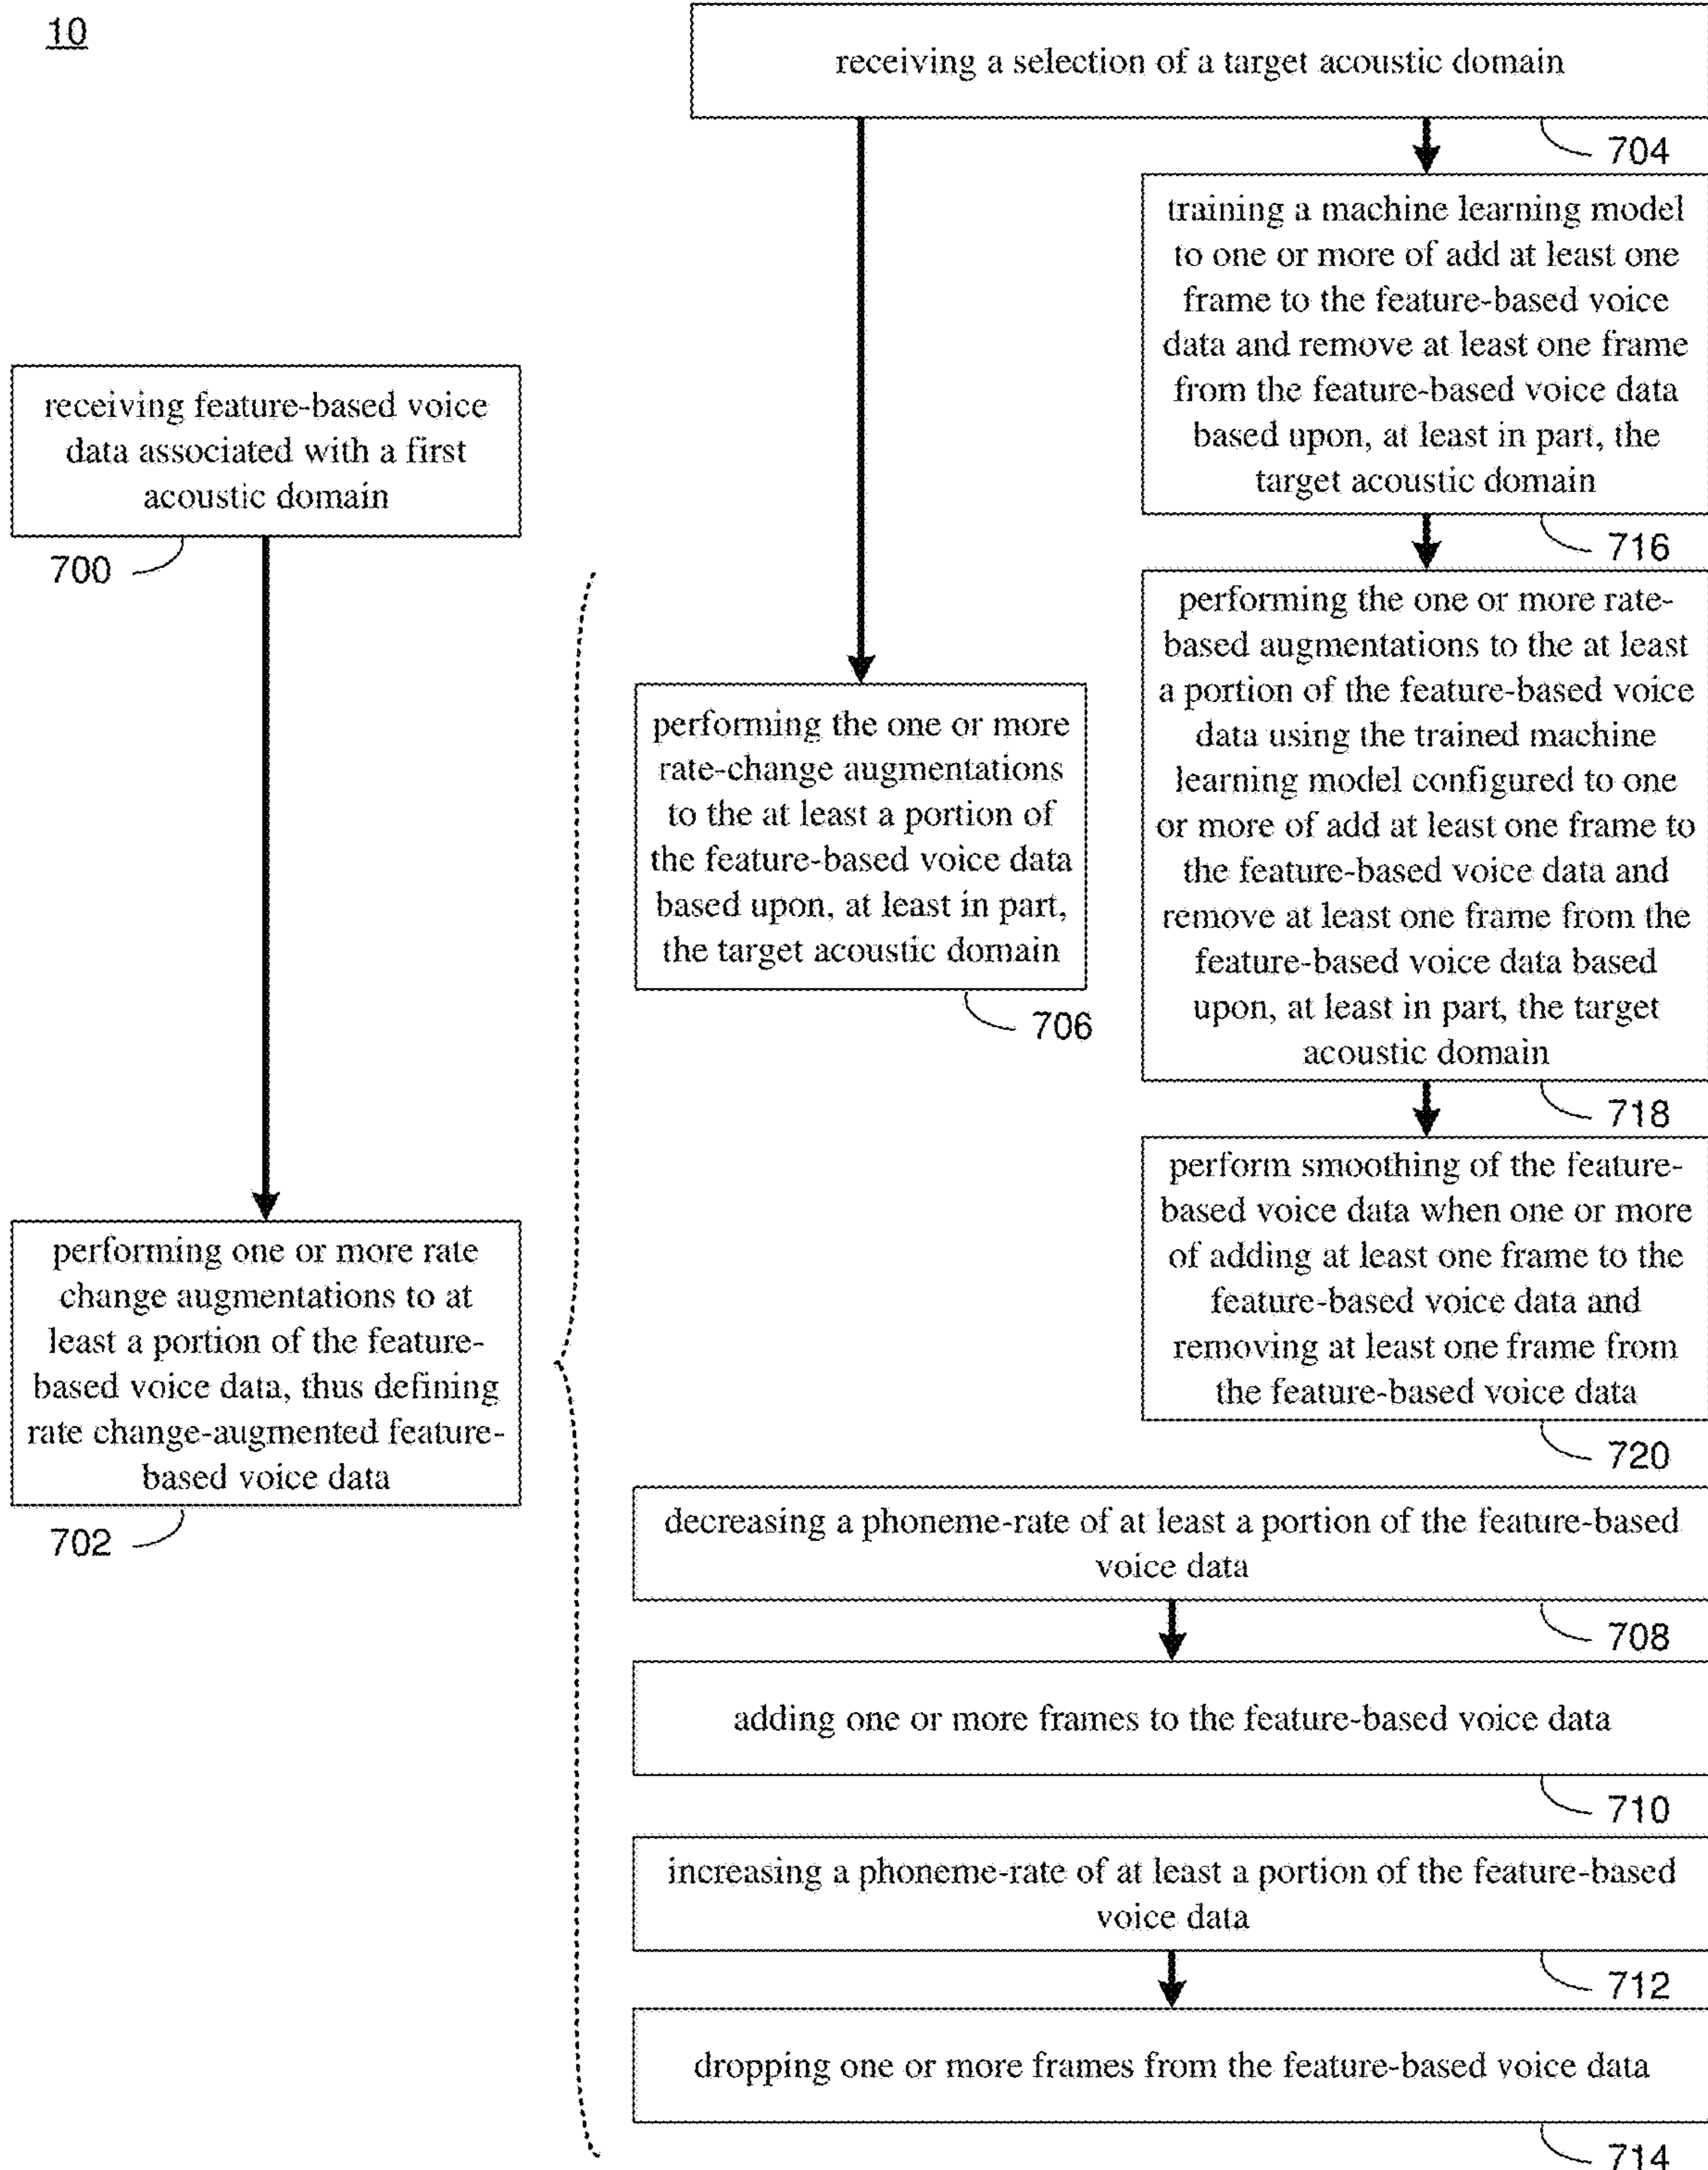 10
receiving a selection of a target acoustic domain
704
training a machine learning model
to one or more of add at least one
frame to the feature-based voice
data and remove at least one frame
from the feature-based voice data
based upon, at least in part, the
target acoustic domain
716
receiving feature-based voice
data associated with a first
acoustic domain
700
performing the one or more
rate-change augmentations
to the at least a portion of
the feature-based voice data
based upon, at least in part,
the target acoustic domain
706
performing the one or more rate-
based augmentations to the at least
a portion of the feature-based voice
data using the trained machine
learning model configured to one
or more of add at least one frame to
the feature-based voice data and
remove at least one frame from the
feature-based voice data based
upon, at least in part, the target
acoustic domain
718
perform smoothing of the feature-
based voice data when one or more
of adding at least one frame to the
feature-based voice data and
removing at least one frame from
the feature-based voice data
720
performing one or more rate
change augmentations to at
least a portion of the feature-
based voice data, thus defining
rate change-augmented feature-
based voice data
702
decreasing a phoneme-rate of at least a portion of the feature-based
voice data
708
adding one or more frames to the feature-based voice data
710
increasing a phoneme-rate of at least a portion of the feature-based
voice data
712
dropping one or more frames from the feature-based voice data
714